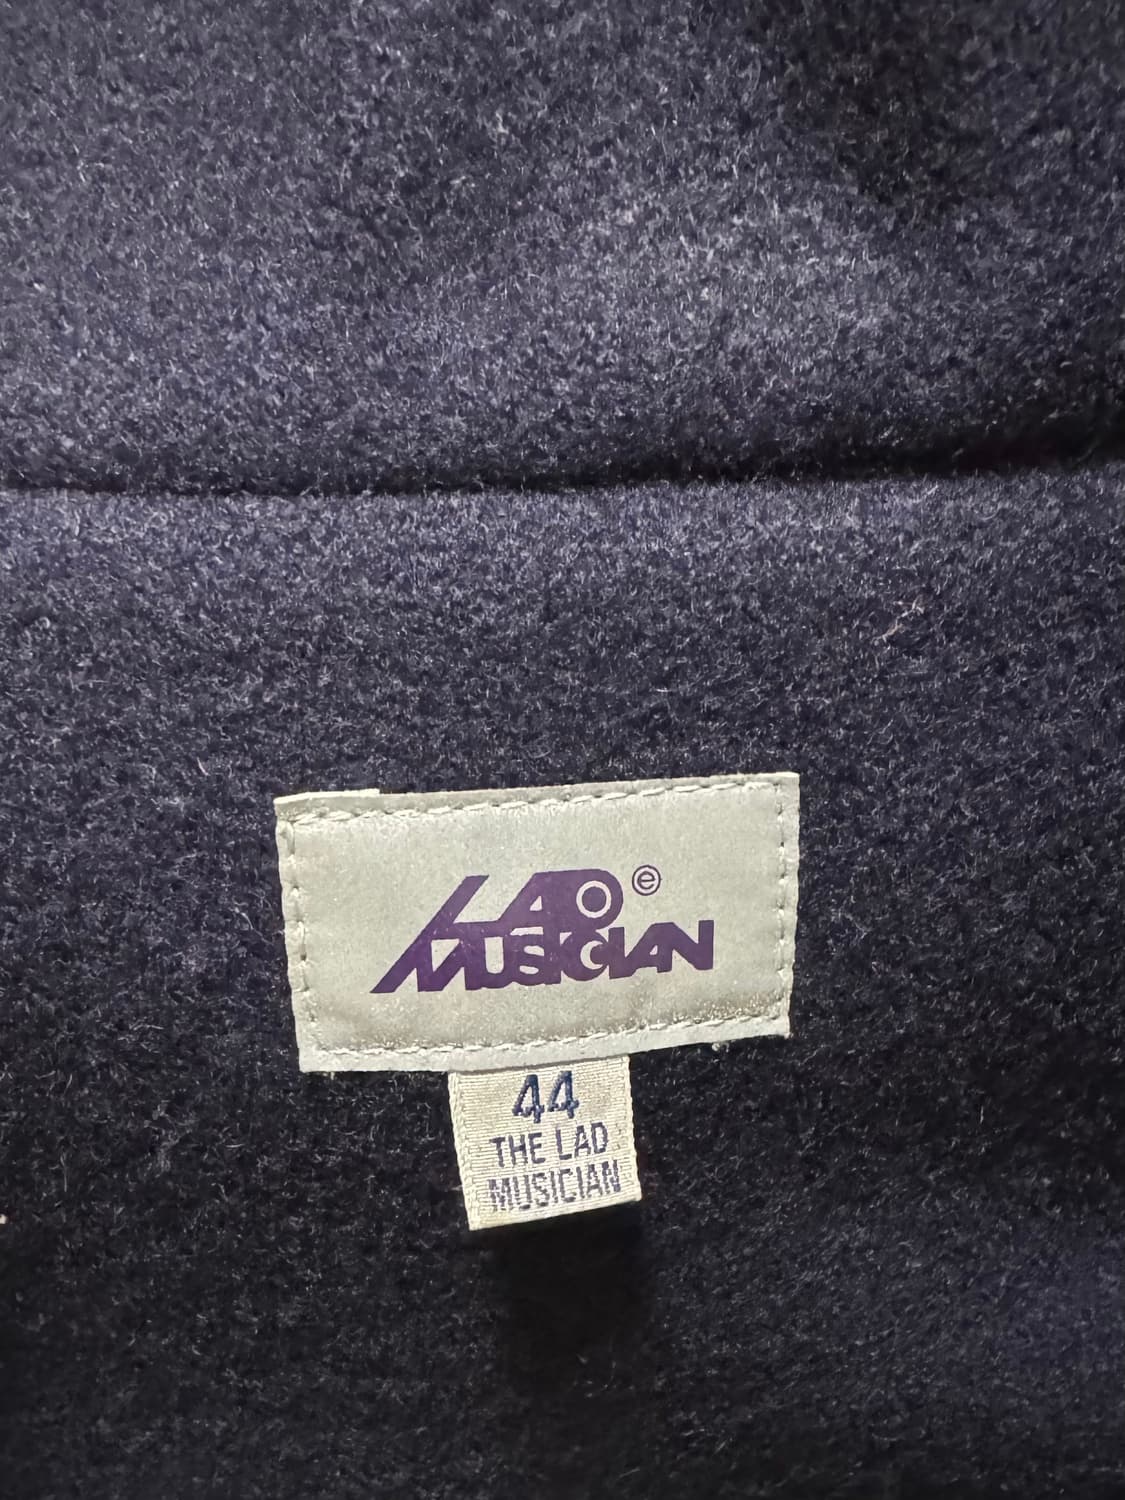 LAD ⓔ
MUSICIAN
44
THE LAD
MUSICIAN